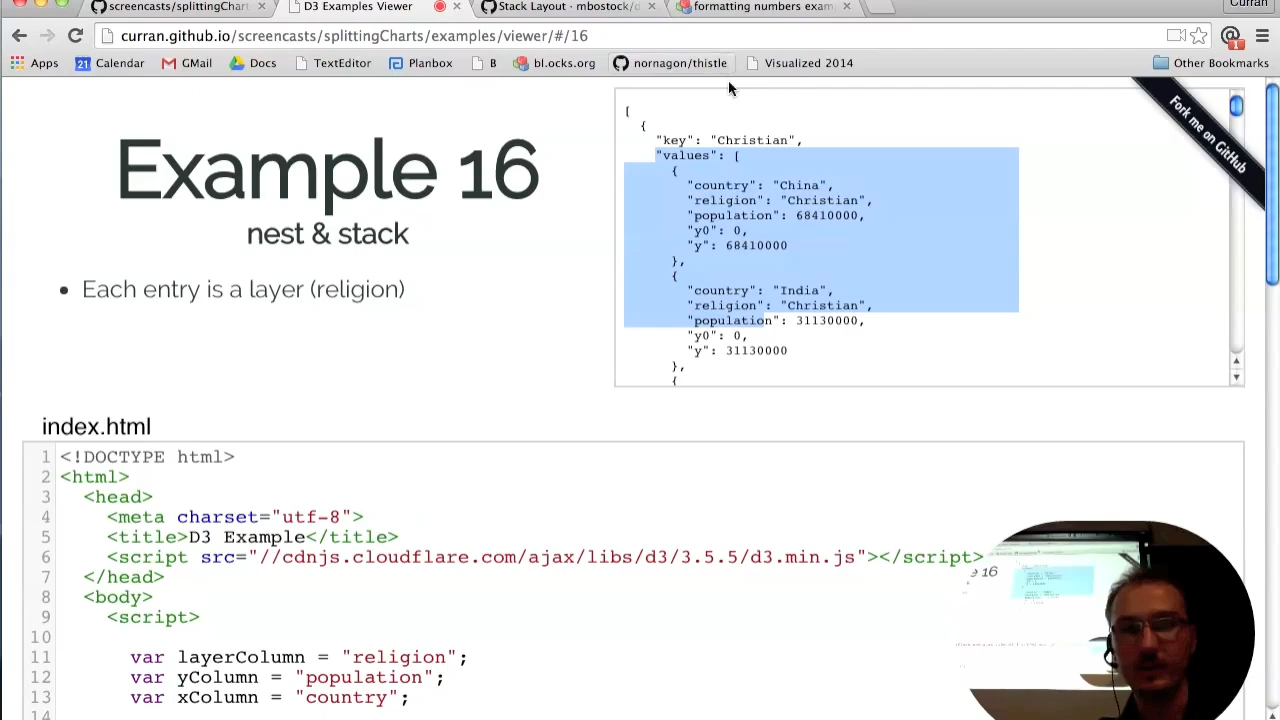 screencasts/splittingChart
D3 Examples Viewer
Stack Layout · mbostock/d
formatting numbers exam
Curran
curran.github.io/screencasts/splittingCharts/examples/viewer/#/16
Apps
Calendar
GMail
Docs
TextEditor
Planbox
B
bl.ocks.org
nornagon/thistle
Visualized 2014
Other Bookmarks
Fork me on GitHub
Example 16
nest & stack
• Each entry is a layer (religion)
[
{
"key": "Christian",
"values": [
{
"country": "China",
"religion": "Christian",
"population": 68410000,
"y0": 0,
"y": 68410000
},
{
"country": "India",
"religion": "Christian",
"population": 31130000,
"y0": 0,
"y": 31130000
},
{
index.html
1 <!DOCTYPE html>
2 <html>
3 <head>
4 <meta charset="utf-8">
5 <title>D3 Example</title>
6 <script src="//cdnjs.cloudflare.com/ajax/libs/d3/3.5.5/d3.min.js"></script>
7 </head>
8 <body>
9 <script>
10
11 var layerColumn = "religion";
12 var yColumn = "population";
13 var xColumn = "country";
14